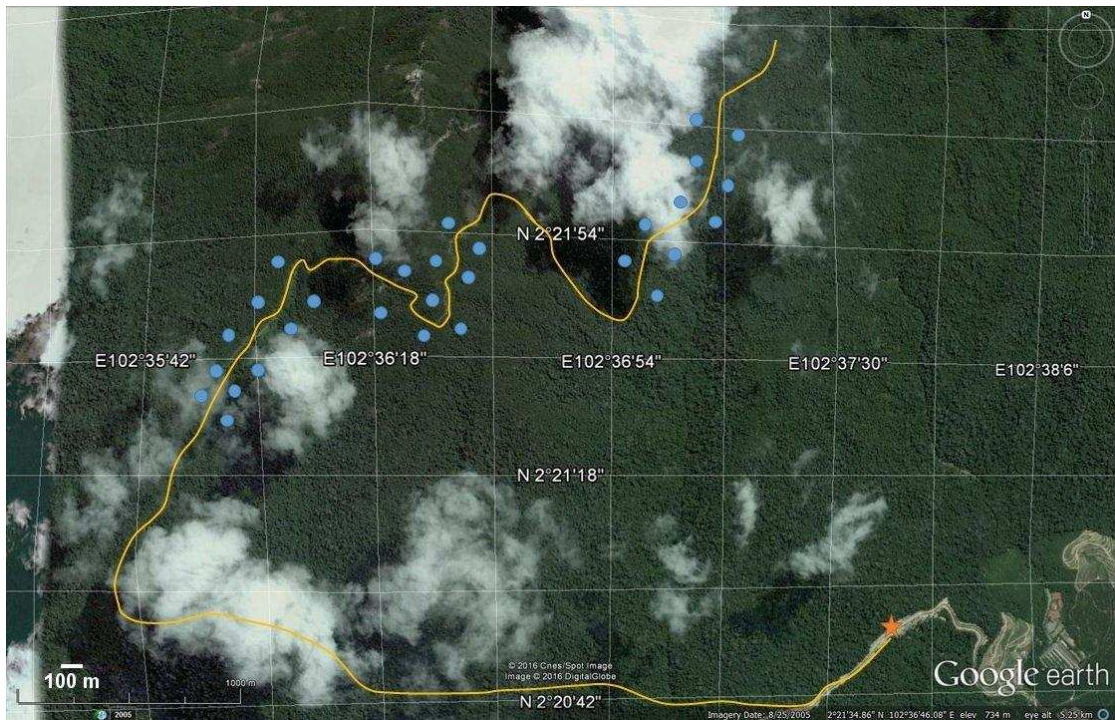 N
N 2°21'54"
E102°35'42" E102°36'18" E102°36'54" E102°37'30" E102°38'6"
N 2°21'18"
© 2016 Cnes/Spot Image
Image © 2016 DigitalGlobe
Google earth
100 m
1000 m
N 2°20'42"
2005
Imagery Date: 8/25/2005 2°21'34.86" N 102°36'46.08" E elev 734 m eye alt 5.25 km